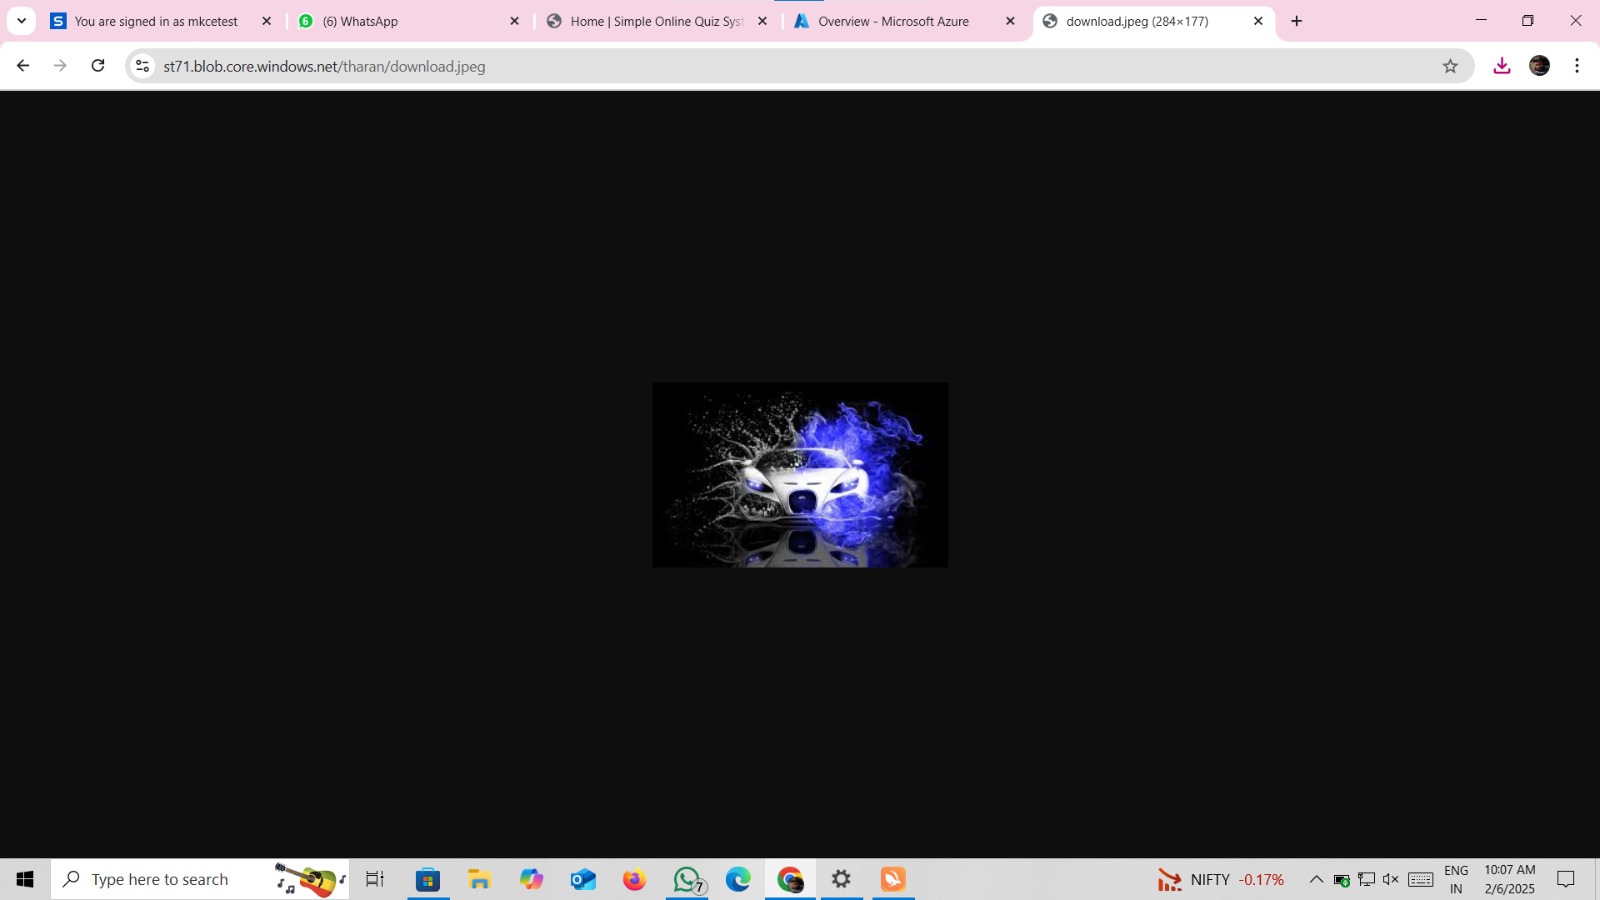 You are signed in as mkcetest
6
(6) WhatsApp
Home | Simple Online Quiz Syst
Overview - Microsoft Azure
download.jpeg (284×177)
st71.blob.core.windows.net/tharan/download.jpeg
Type here to search
7
NIFTY -0.17%
ENG
IN
10:07 AM
2/6/2025